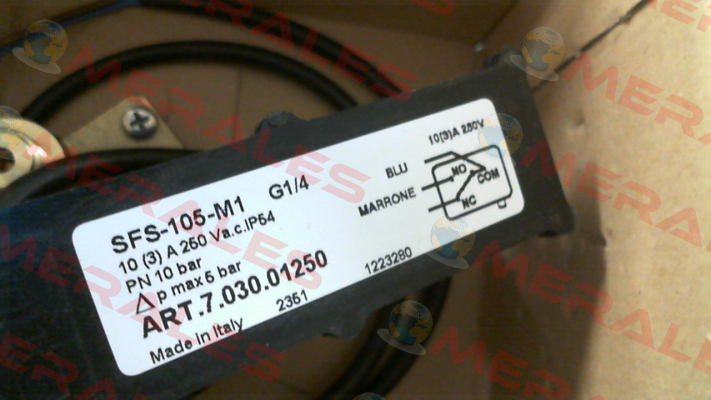 SFS-105-M1 G1/4
10 (3) A 250 Va.c.IP54
PN 10 bar
△ p max 6 bar
ART.7.030.01250
Made in Italy 2351 1223280
10(3)A 250V
BLU
NO
COM
MARRONE
NC
MERALES